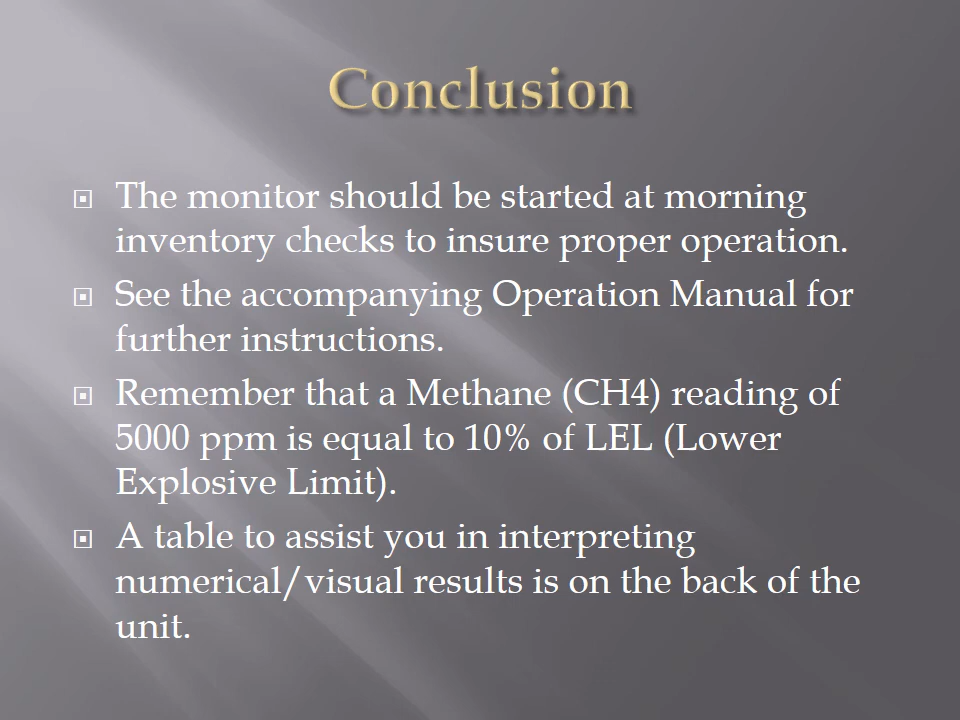 Conclusion
The monitor should be started at morning
inventory checks to insure proper operation.
See the accompanying Operation Manual for
further instructions.
Remember that a Methane (CH4) reading of
5000 ppm is equal to 10% of LEL (Lower
Explosive Limit).
A table to assist you in interpreting
numerical/visual results is on the back of the
unit.